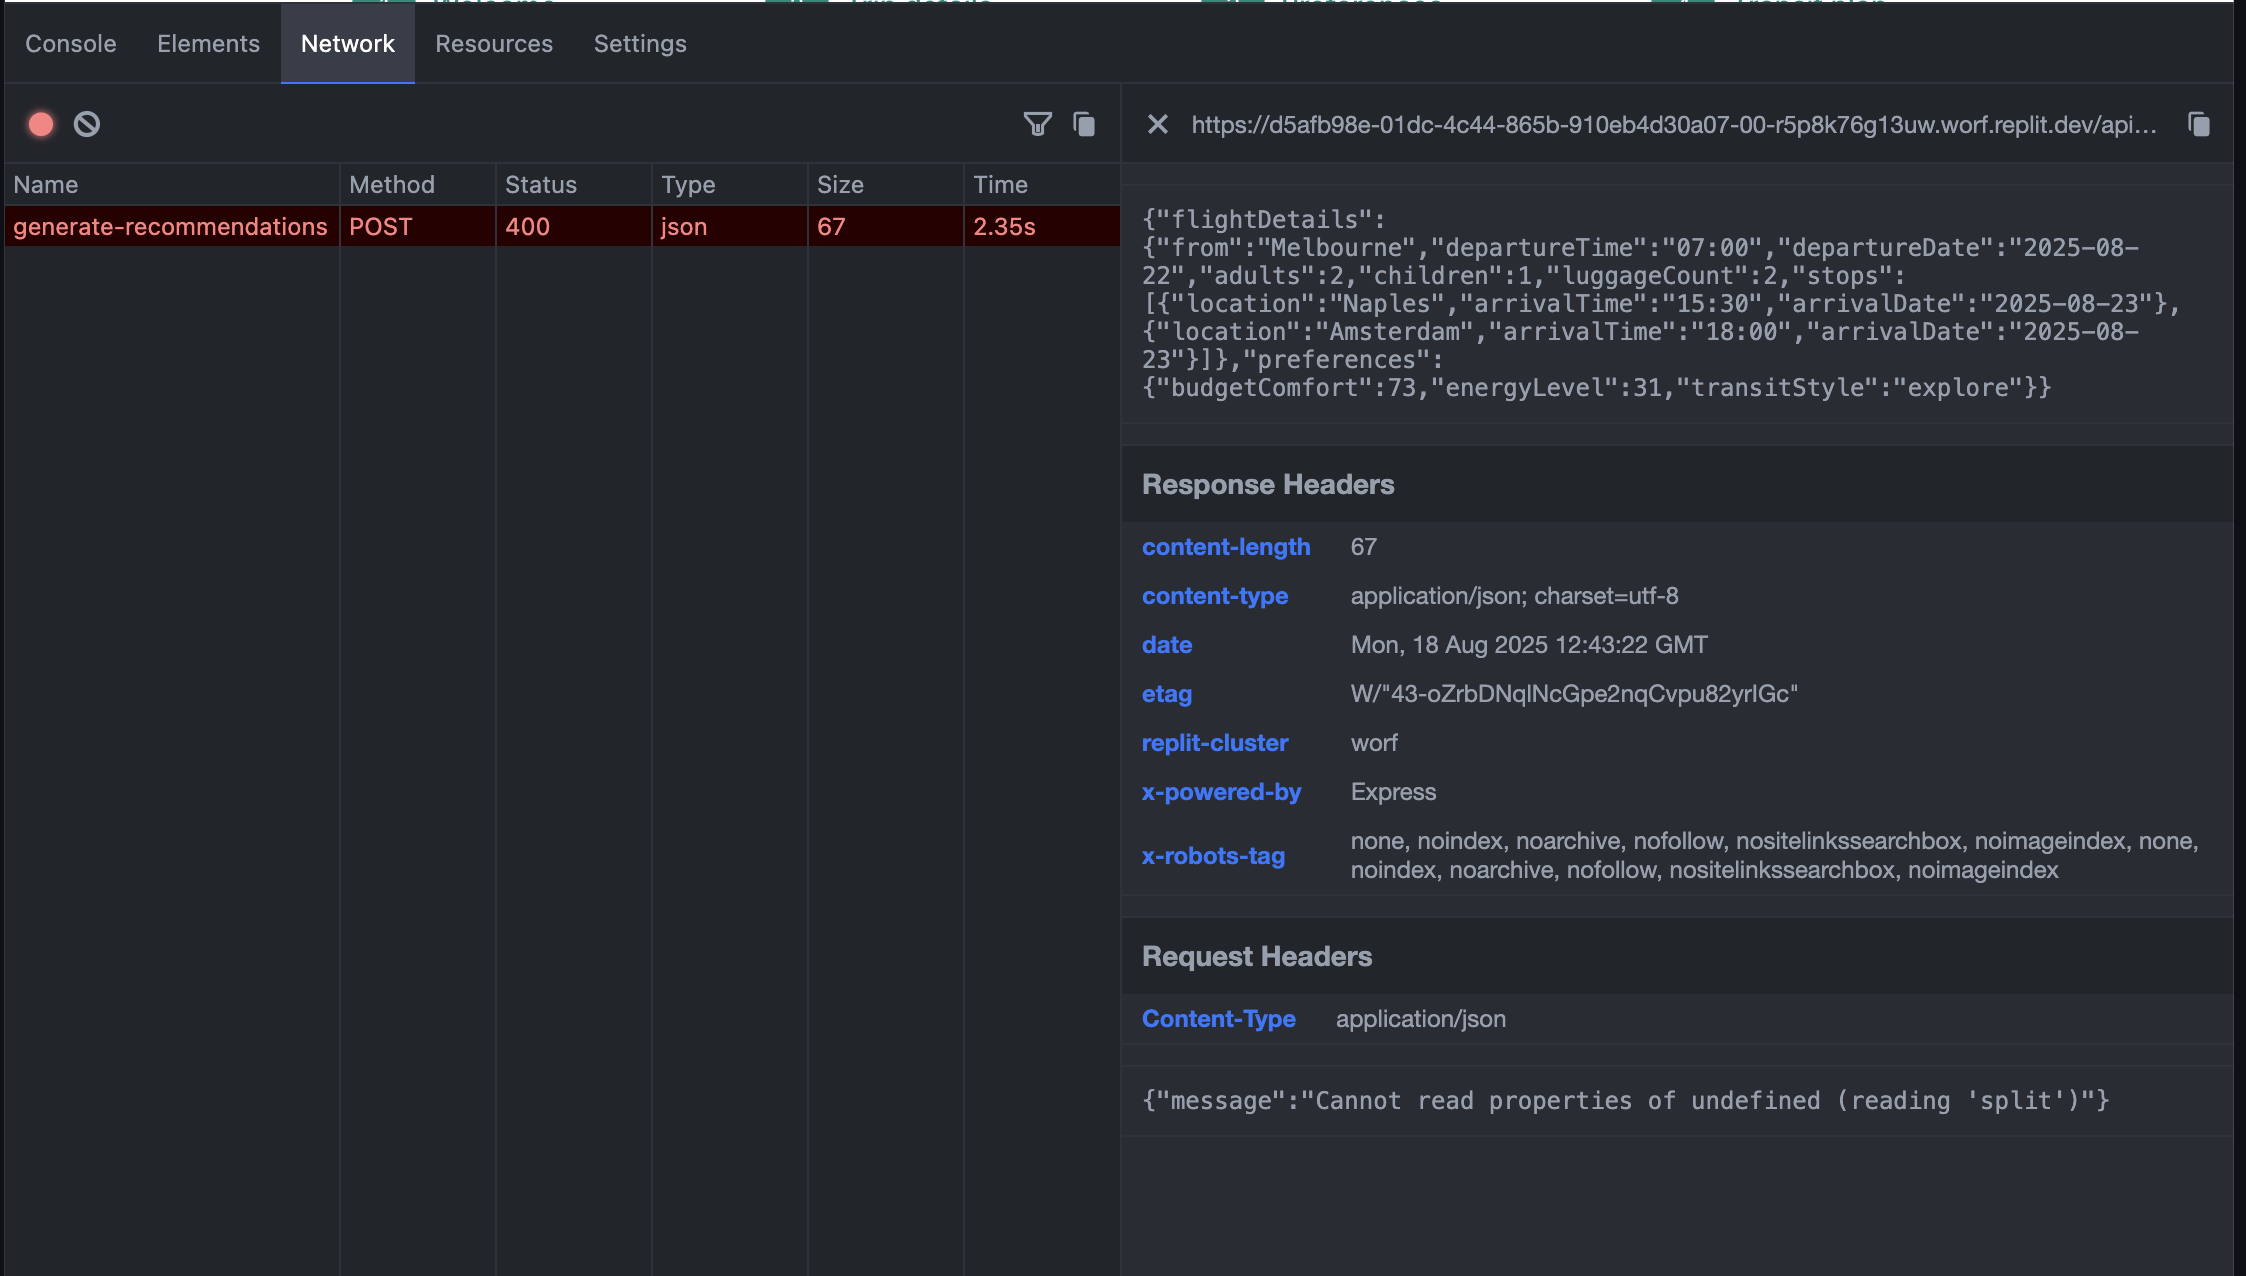 Console Elements Network Resources Settings
https://d5afb98e-01dc-4c44-865b-910eb4d30a07-00-r5p8k76g13uw.worf.replit.dev/api...
Name Method Status Type Size Time
generate-recommendations POST 400 json 67 2.35s
{"flightDetails":
{"from":"Melbourne","departureTime":"07:00","departureDate":"2025-08-
22","adults":2,"children":1,"luggageCount":2,"stops":
[{"location":"Naples","arrivalTime":"15:30","arrivalDate":"2025-08-23"},
{"location":"Amsterdam","arrivalTime":"18:00","arrivalDate":"2025-08-
23"}]},"preferences":
{"budgetComfort":73,"energyLevel":31,"transitStyle":"explore"}}
Response Headers
content-length 67
content-type application/json; charset=utf-8
date Mon, 18 Aug 2025 12:43:22 GMT
etag W/"43-oZrbDNqlNcGpe2nqCvpu82yrlGc"
replit-cluster worf
x-powered-by Express
x-robots-tag none, noindex, noarchive, nofollow, nositelinkssearchbox, noimageindex, none,
noindex, noarchive, nofollow, nositelinkssearchbox, noimageindex
Request Headers
Content-Type application/json
{"message":"Cannot read properties of undefined (reading 'split')"}